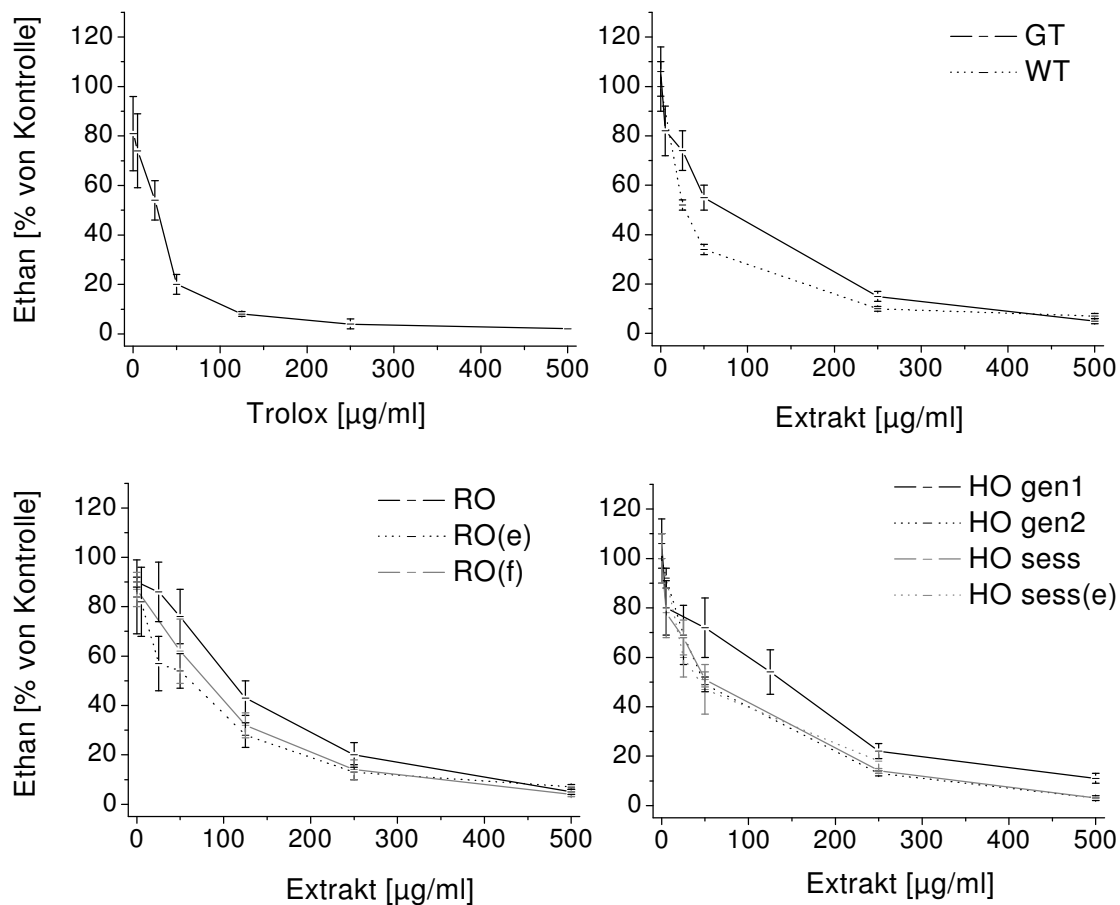 Ethan [% von Kontrolle]
120
100
80
60
40
20
0
0 100 200 300 400 500
Trolox [µg/ml]
GT
WT
120
100
80
60
40
20
0
0 100 200 300 400 500
Extrakt [µg/ml]
Ethan [% von Kontrolle]
RO
RO(e)
RO(f)
120
100
80
60
40
20
0
0 100 200 300 400 500
Extrakt [µg/ml]
HO gen1
HO gen2
HO sess
HO sess(e)
120
100
80
60
40
20
0
0 100 200 300 400 500
Extrakt [µg/ml]